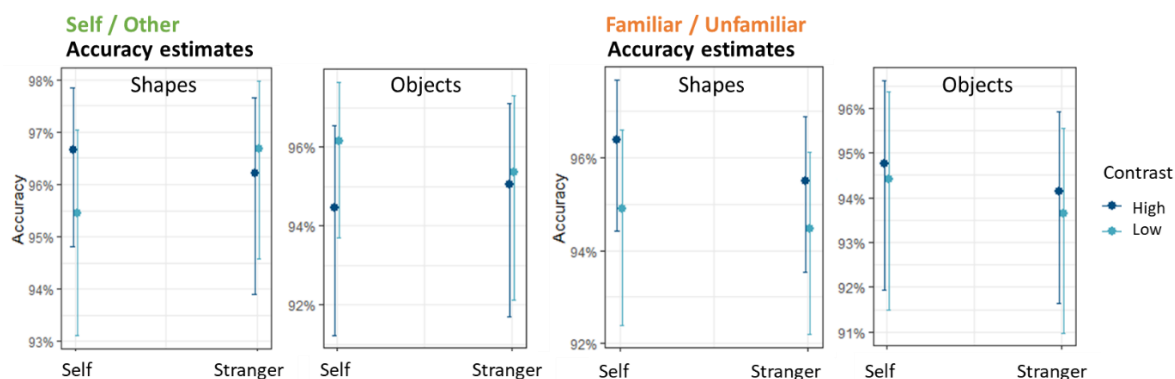 Self / Other
Accuracy estimates
Familiar / Unfamiliar
Accuracy estimates
Shapes
Accuracy
98%
97%
96%
95%
94%
93%
Self Stranger
Objects
96%
94%
92%
Self Stranger
Shapes
Accuracy
96%
94%
92%
Self Stranger
Objects
96%
95%
94%
93%
92%
91%
Self Stranger
Contrast
High
Low